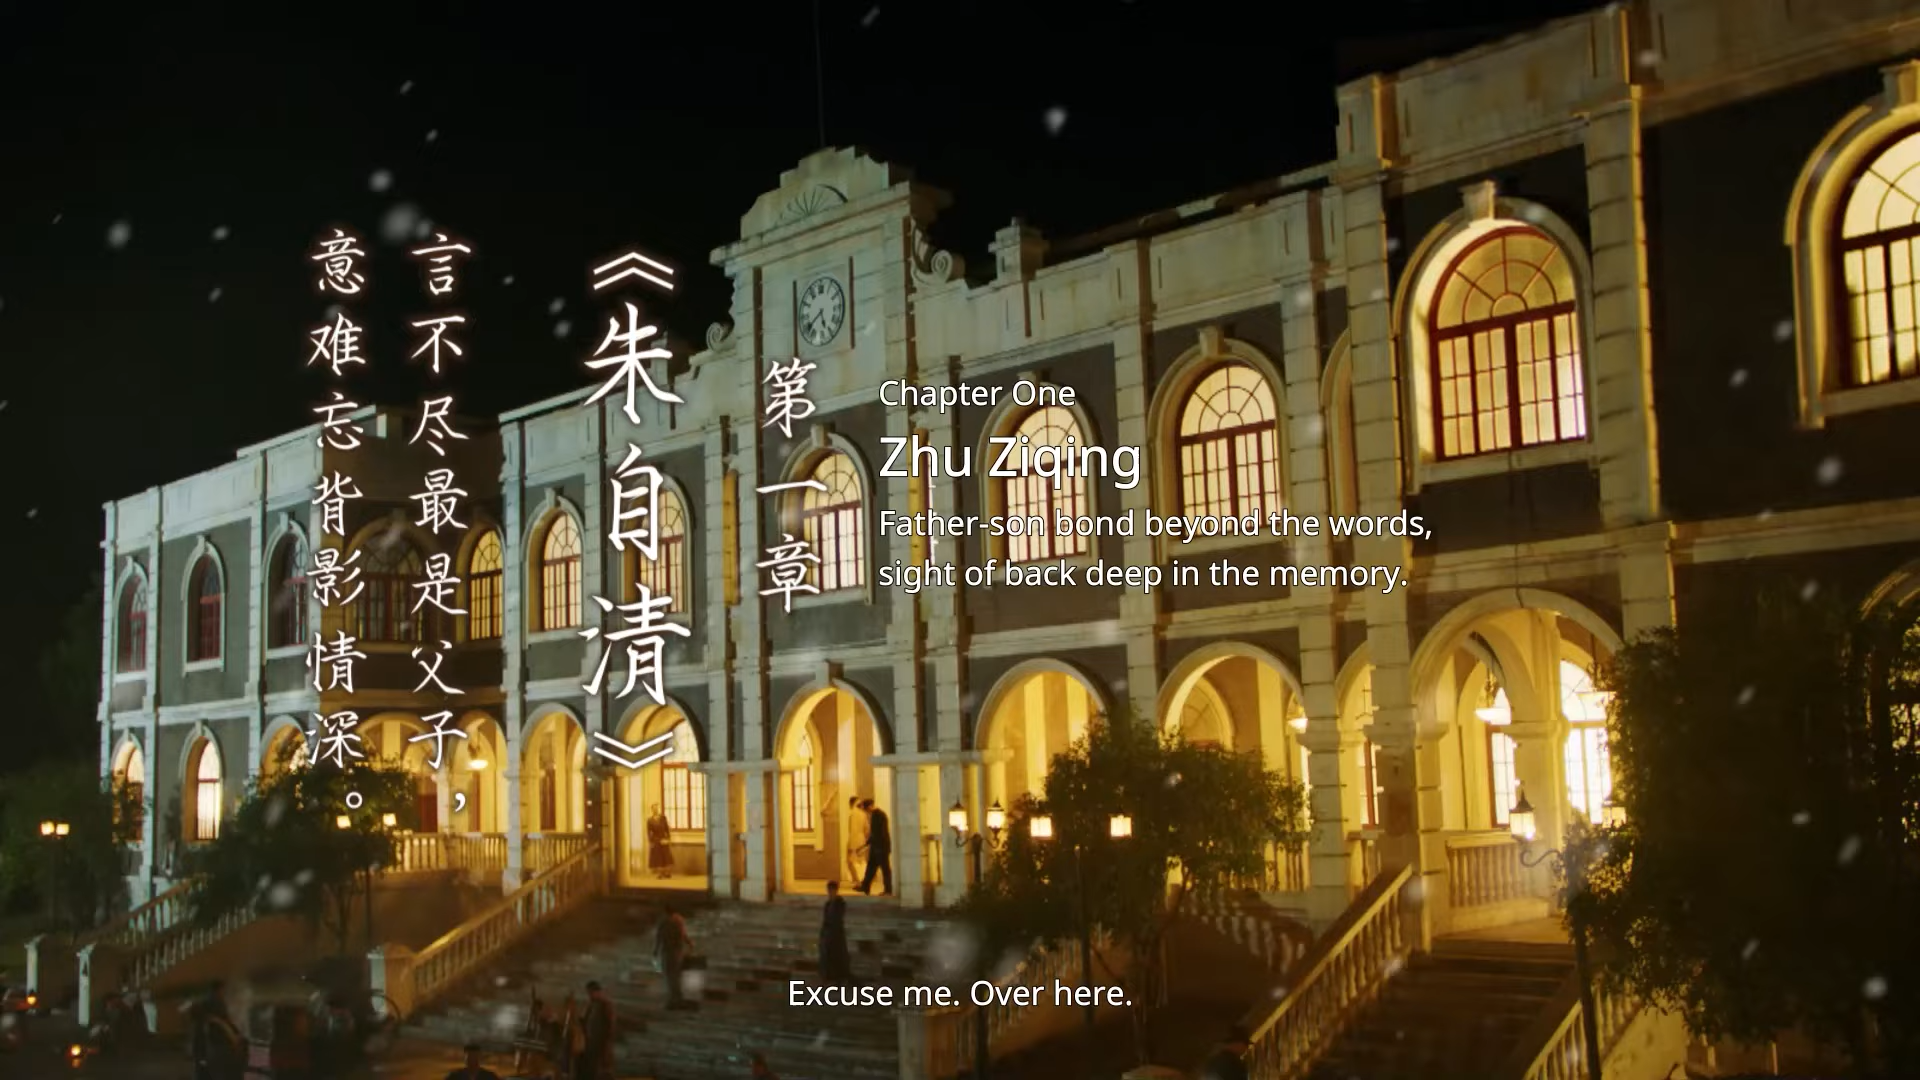 第一章
《朱自清》
言不尽最是父子，
意难忘背影情深。
Chapter One
Zhu Ziqing
Father-son bond beyond the words,
sight of back deep in the memory.
Excuse me. Over here.